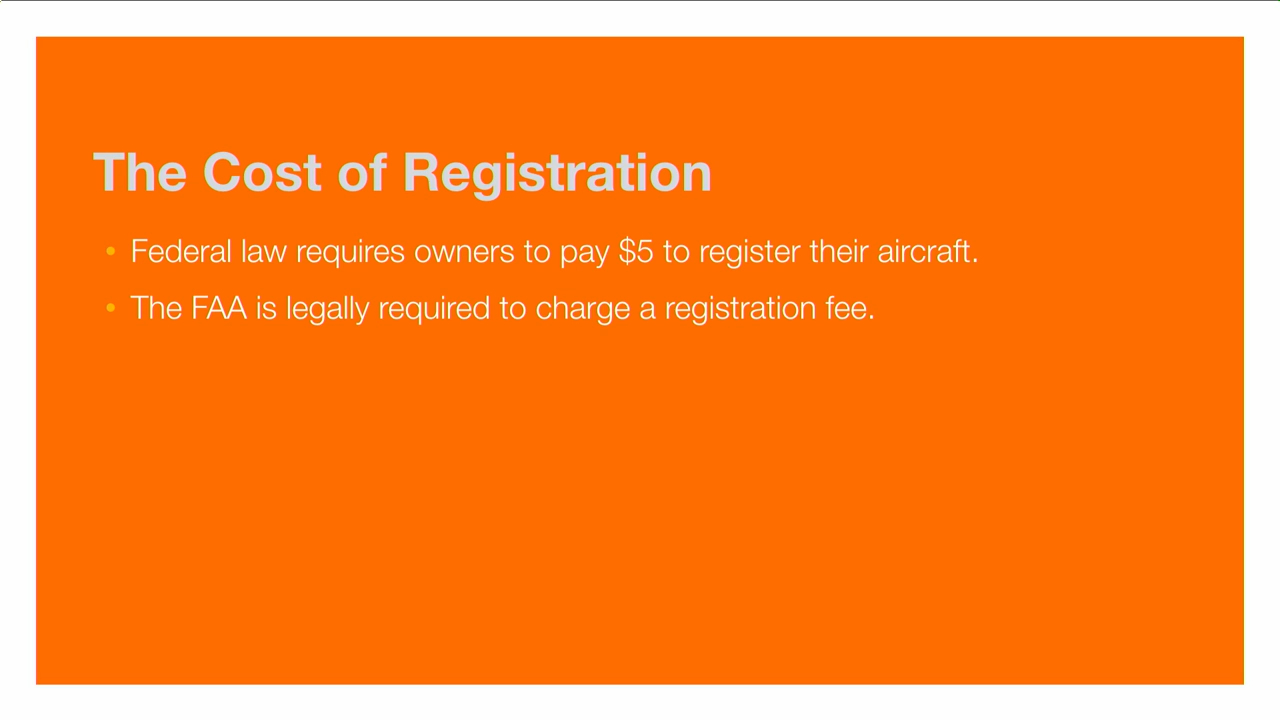 The Cost of Registration
• Federal law requires owners to pay $5 to register their aircraft.
• The FAA is legally required to charge a registration fee.